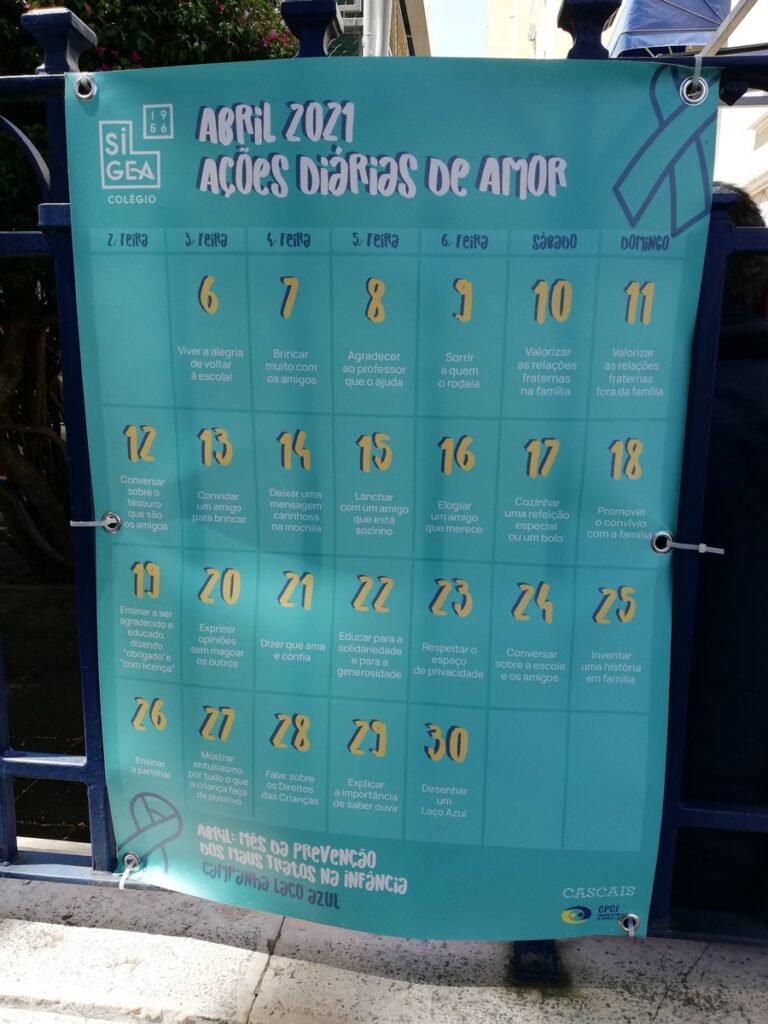 19
56
Si
GEA
COLÉGIO
ABRIL 2021
AÇÕES DIÁRIAS DE AMOR
2.ª FEIRA 3.ª FEIRA 4.ª FEIRA 5.ª FEIRA 6.ª FEIRA SÁBADO DOMINGO
6
Viver a alegria
de voltar
à escola!
7
Brincar
muito com
os amigos
8
Agradecer
ao professor
que o ajuda
9
Sorrir
a quem
o rodeia
10
Valorizar
as relações
fraternas
na família
11
Valorizar
as relações
fraternas
fora da família
12
Conversar
sobre o
tesouro
que são
os amigos
13
Convidar
um amigo
para brincar
14
Deixar uma
mensagem
carinhosa
na mochila
15
Lanchar
com um amigo
que está
sozinho
16
Elogiar
um amigo
que merece
17
Cozinhar
uma refeição
especial
ou um bolo
18
Promover
o convívio
com a família
19
Ensinar a ser
agradecido e
educado,
dizendo
"obrigado"e
"com licença"
20
Exprimir
opiniões
sem magoar
os outros
21
Dizer que ama
e confia
22
Educar para a
solidariedade
e para a
generosidade
23
Respeitar o
espaço
de privacidade
24
Conversar
sobre a escola
e os amigos
25
Inventar
uma história
em família
26
Ensinar
a partilhar
27
Mostrar
entusiasmo
por tudo o que
a criança faça
de positivo
28
Falar sobre
os Direitos
das Crianças
29
Explicar
a importância
de saber ouvir
30
Desenhar
um
Laço Azul
ABRIL: MÊS DA PREVENÇÃO
DOS MAUS TRATOS NA INFÂNCIA
CAMPANHA LAÇO AZUL
CASCAIS
CPCJ